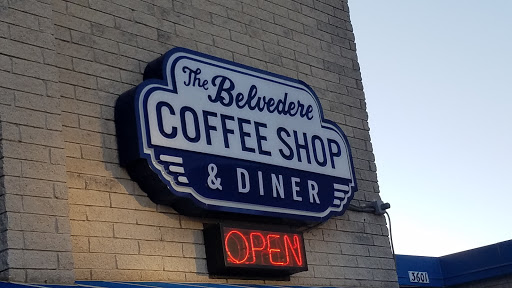 The Belvedere
COFFEE SHOP
& DINER
OPEN
3601